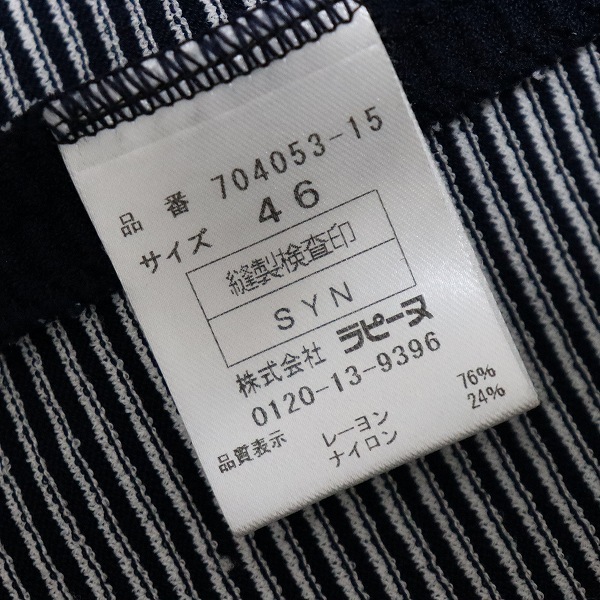 品番 704053-15
サイズ 46
縫製検査印
SYN
株式会社 ラピーヌ
0120-13-9396
品質表示 レーヨン 76%
ナイロン 24%